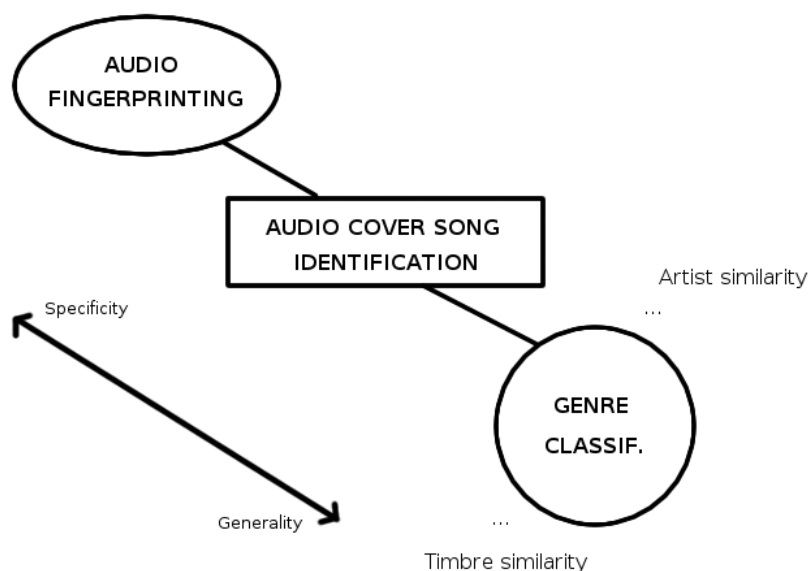 AUDIO
FINGERPRINTING
AUDIO COVER SONG
IDENTIFICATION
Artist similarity
...
Specificity
GENRE
CLASSIF.
Generality
...
Timbre similarity